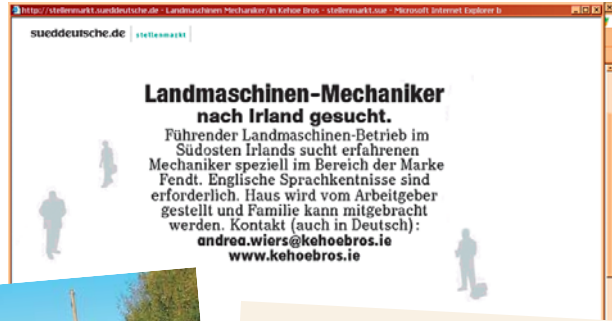 http://stellenmarkt.sueddeutsche.de - Landmaschinen Mechaniker/in Kehoe Bros - stellenmarkt.sue - Microsoft Internet Explorer b
sueddeutsche.de stellenmarkt
Landmaschinen-Mechaniker
nach Irland gesucht.
Führender Landmaschinen-Betrieb im
Südosten Irlands sucht erfahrenen
Mechaniker speziell im Bereich der Marke
Fendt. Englische Sprachkentnisse sind
erforderlich. Haus wird vom Arbeitgeber
gestellt und Familie kann mitgebracht
werden. Kontakt (auch in Deutsch):
andrea.wiers@kehoebros.ie
www.kehoebros.ie